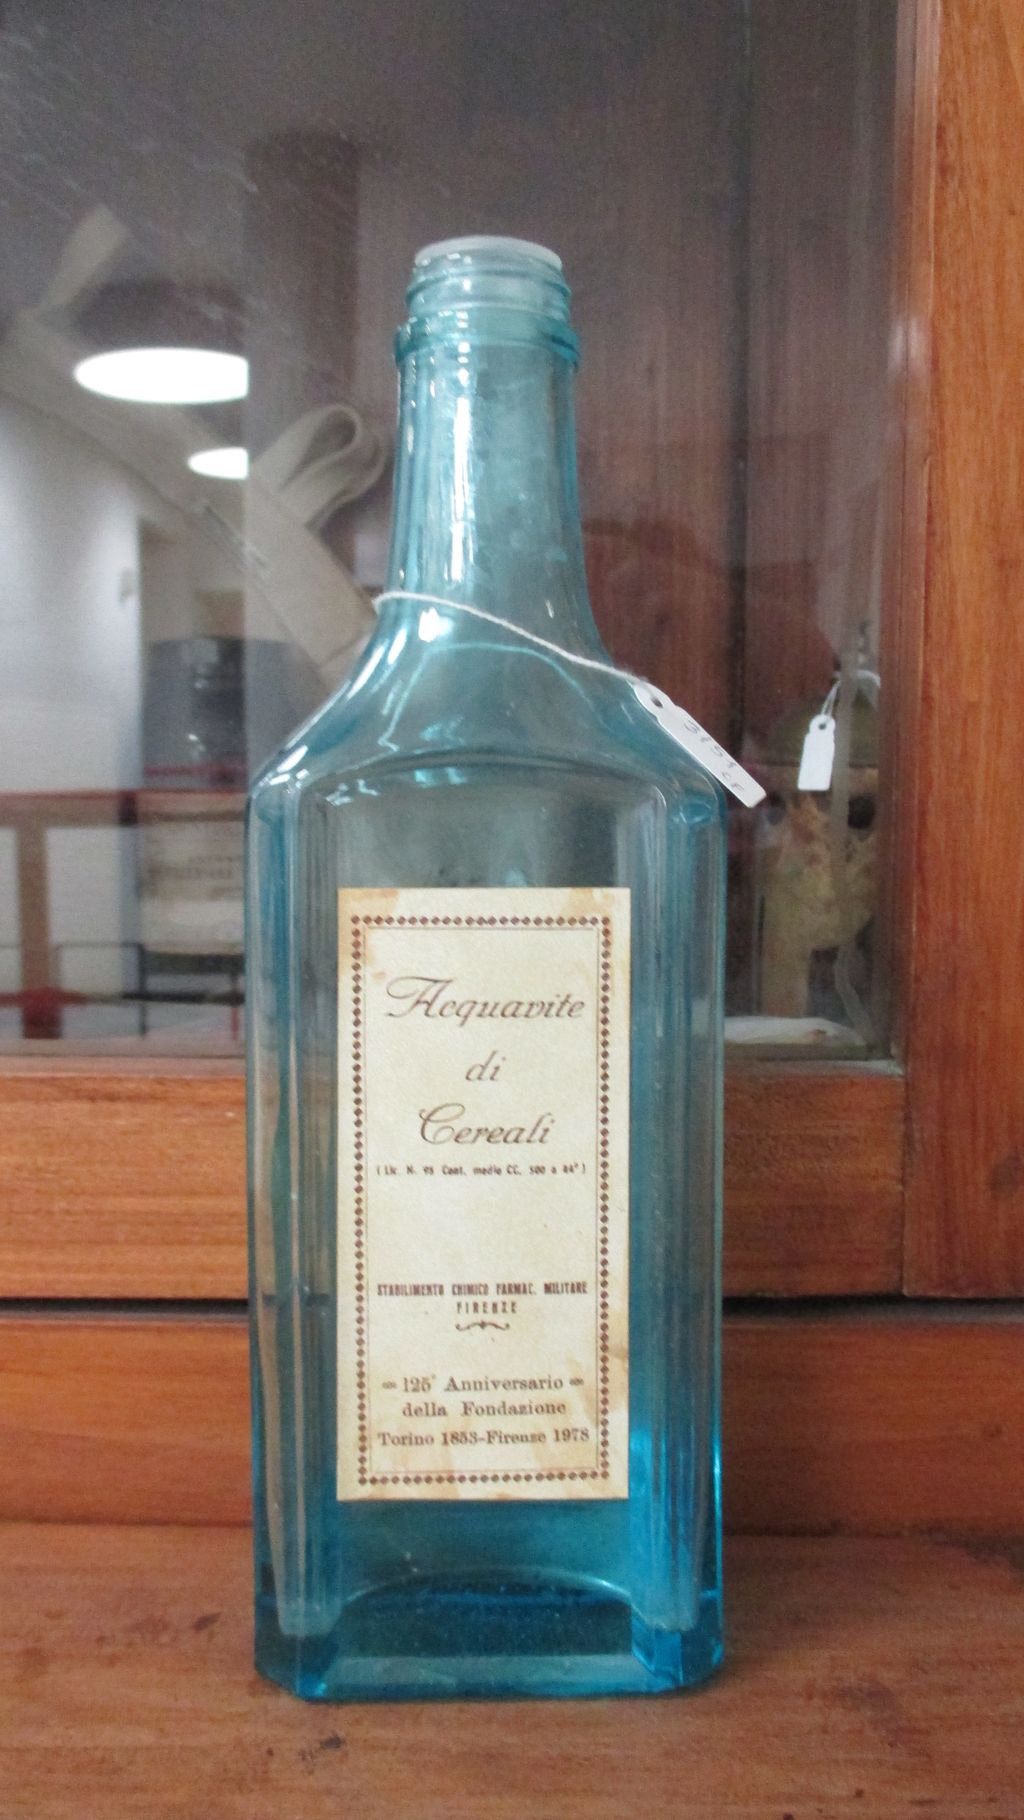 Acquavite
di
Cereali
( Lic. N. 95 Cont. medio CC. 500 a 44° )
STABILIMENTO CHIMICO FARMAC. MILITARE
FIRENZE
125° Anniversario
della Fondazione
Torino 1853-Firenze 1978